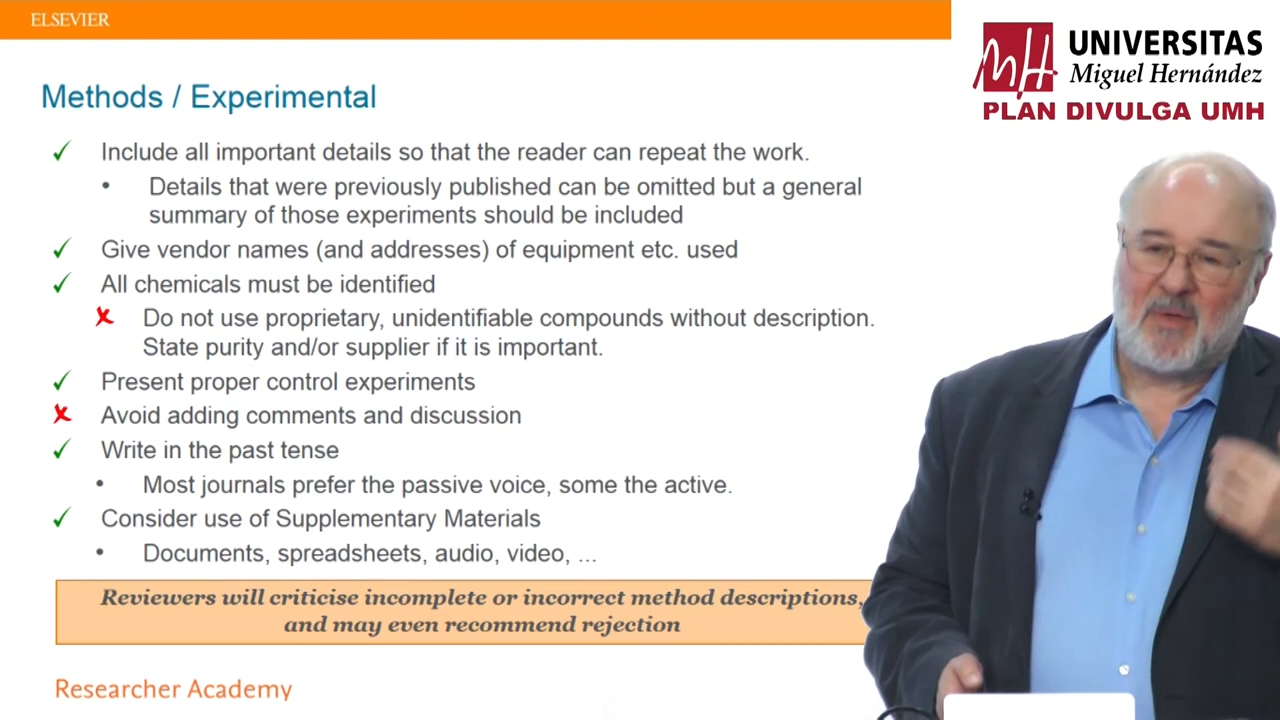 ELSEVIER
UNIVERSITAS
Miguel Hernández
PLAN DIVULGA UMH
Methods / Experimental
✓ Include all important details so that the reader can repeat the work.
• Details that were previously published can be omitted but a general
summary of those experiments should be included
✓ Give vendor names (and addresses) of equipment etc. used
✓ All chemicals must be identified
✗ Do not use proprietary, unidentifiable compounds without description.
State purity and/or supplier if it is important.
✓ Present proper control experiments
✗ Avoid adding comments and discussion
✓ Write in the past tense
• Most journals prefer the passive voice, some the active.
✓ Consider use of Supplementary Materials
• Documents, spreadsheets, audio, video, ...
Reviewers will criticise incomplete or incorrect method descriptions,
and may even recommend rejection
Researcher Academy